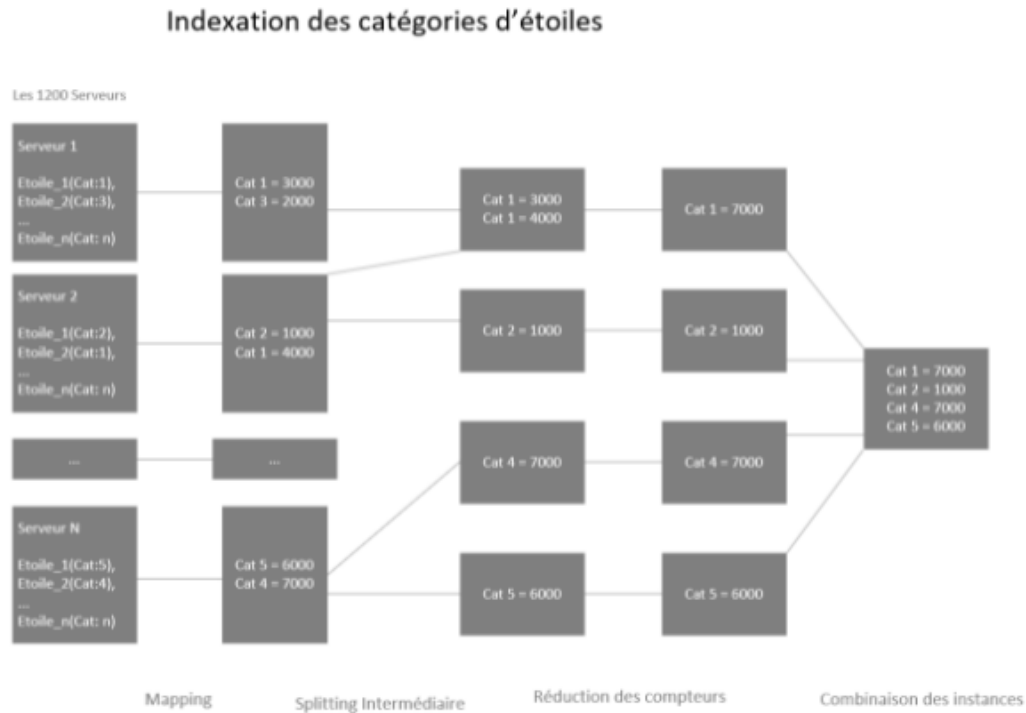 Indexation des catégories d'étoiles
Les 1200 Serveurs
Serveur 1
Etoile_1(Cat:1),
Etoile_2(Cat:3),
...
Etoile_n(Cat: n)
Cat 1 = 3000
Cat 3 = 2000
Cat 1 = 3000
Cat 1 = 4000
Cat 1 = 7000
Serveur 2
Etoile_1(Cat:2),
Etoile_2(Cat:1),
...
Etoile_n(Cat: n)
Cat 2 = 1000
Cat 1 = 4000
Cat 2 = 1000
Cat 2 = 1000
Cat 1 = 7000
Cat 2 = 1000
Cat 4 = 7000
Cat 5 = 6000
...
...
Cat 4 = 7000
Cat 4 = 7000
Serveur N
Etoile_1(Cat:5),
Etoile_2(Cat:4),
...
Etoile_n(Cat: n)
Cat 5 = 6000
Cat 4 = 7000
Cat 5 = 6000
Cat 5 = 6000
Mapping
Splitting Intermédiaire
Réduction des compteurs
Combinaison des instances